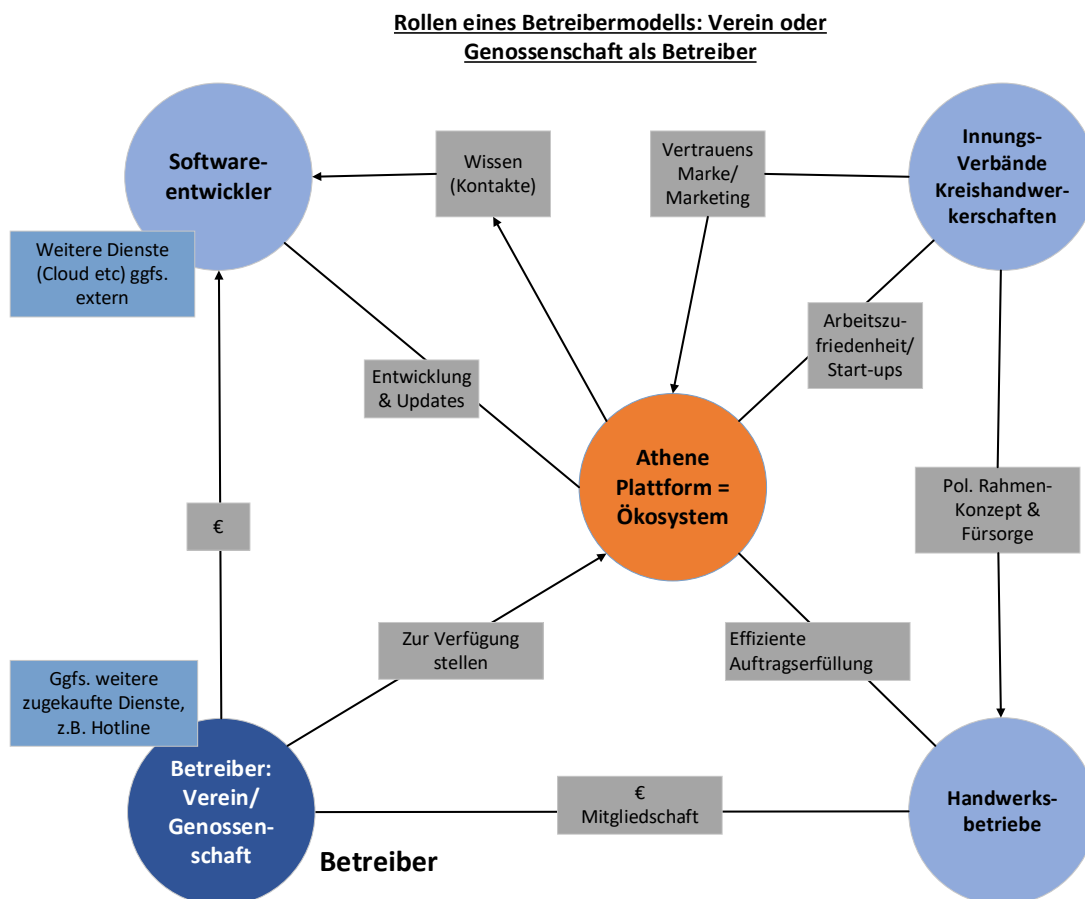 Rollen eines Betreibermodells: Verein oder
Genossenschaft als Betreiber
Software-
entwickler
Wissen
(Kontakte)
Vertrauens
Marke/
Marketing
Innungs-
Verbände
Kreishandwer-
kerschaften
Weitere Dienste
(Cloud etc) ggfs.
extern
Arbeitszu-
friedenheit/
Start-ups
Entwicklung
& Updates
Athene
Plattform =
Ökosystem
Pol. Rahmen-
Konzept &
Fürsorge
€
Zur Verfügung
stellen
Effiziente
Auftragserfüllung
Ggfs. weitere
zugekaufte Dienste,
z.B. Hotline
Betreiber:
Verein/
Genossen-
schaft
Betreiber
€
Mitgliedschaft
Handwerks-
betriebe